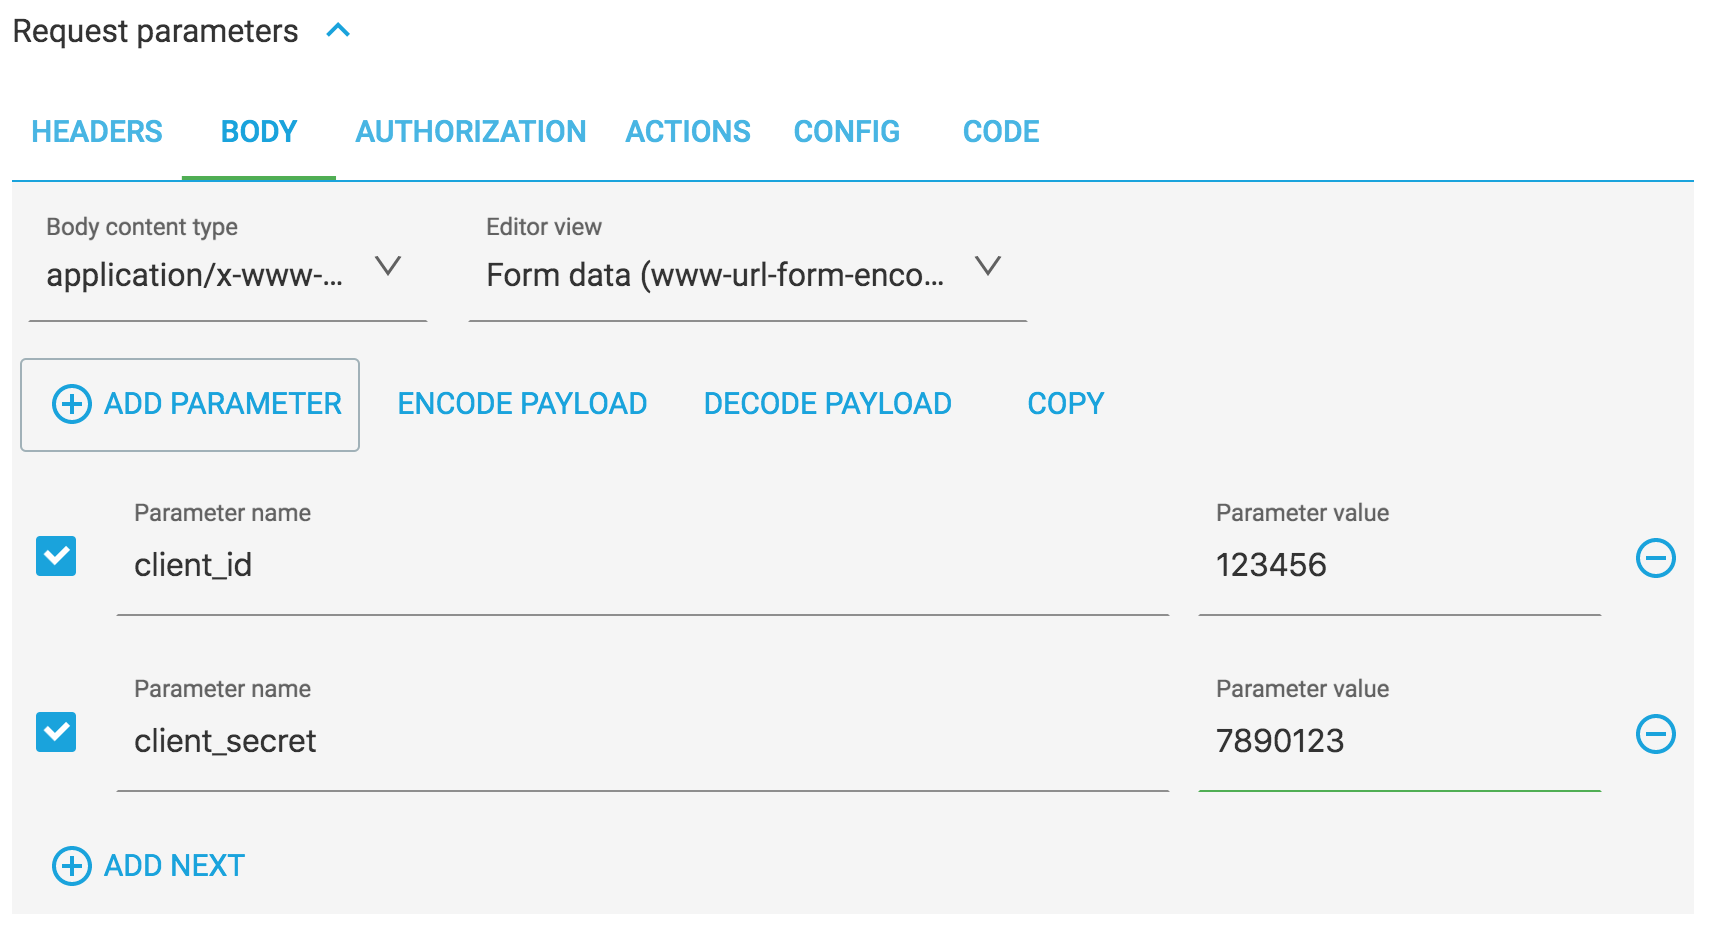 Request parameters
HEADERS BODY AUTHORIZATION ACTIONS CONFIG CODE
Body content type Editor view
application/x-www-... Form data (www-url-form-enco...
ADD PARAMETER ENCODE PAYLOAD DECODE PAYLOAD COPY
Parameter name Parameter value
client_id 123456
Parameter name Parameter value
client_secret 7890123
ADD NEXT